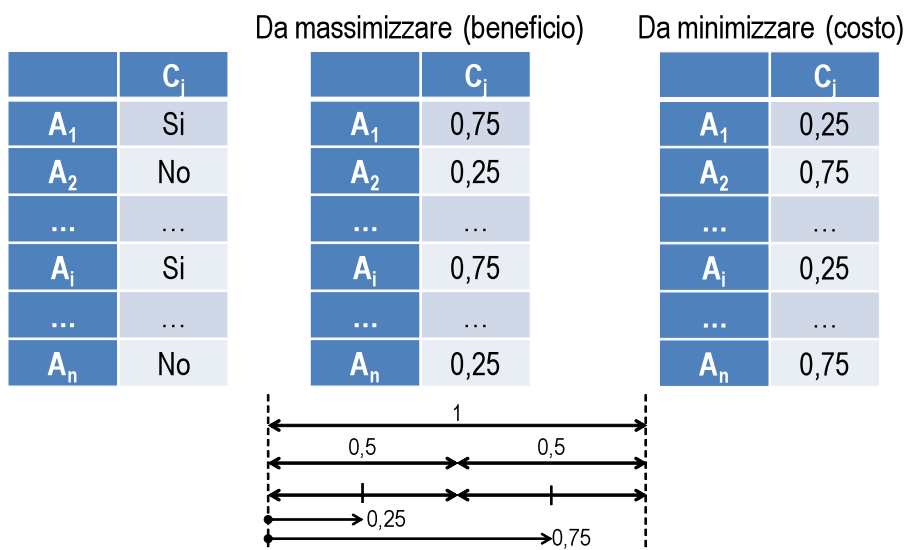 Da massimizzare (beneficio)
Da minimizzare (costo)
Cj
A1 Si
A2 No
... ...
Ai Si
... ...
An No
Cj
A1 0,75
A2 0,25
... ...
Ai 0,75
... ...
An 0,25
Cj
A1 0,25
A2 0,75
... ...
Ai 0,25
... ...
An 0,75
1
0,5 0,5
0,25
0,75